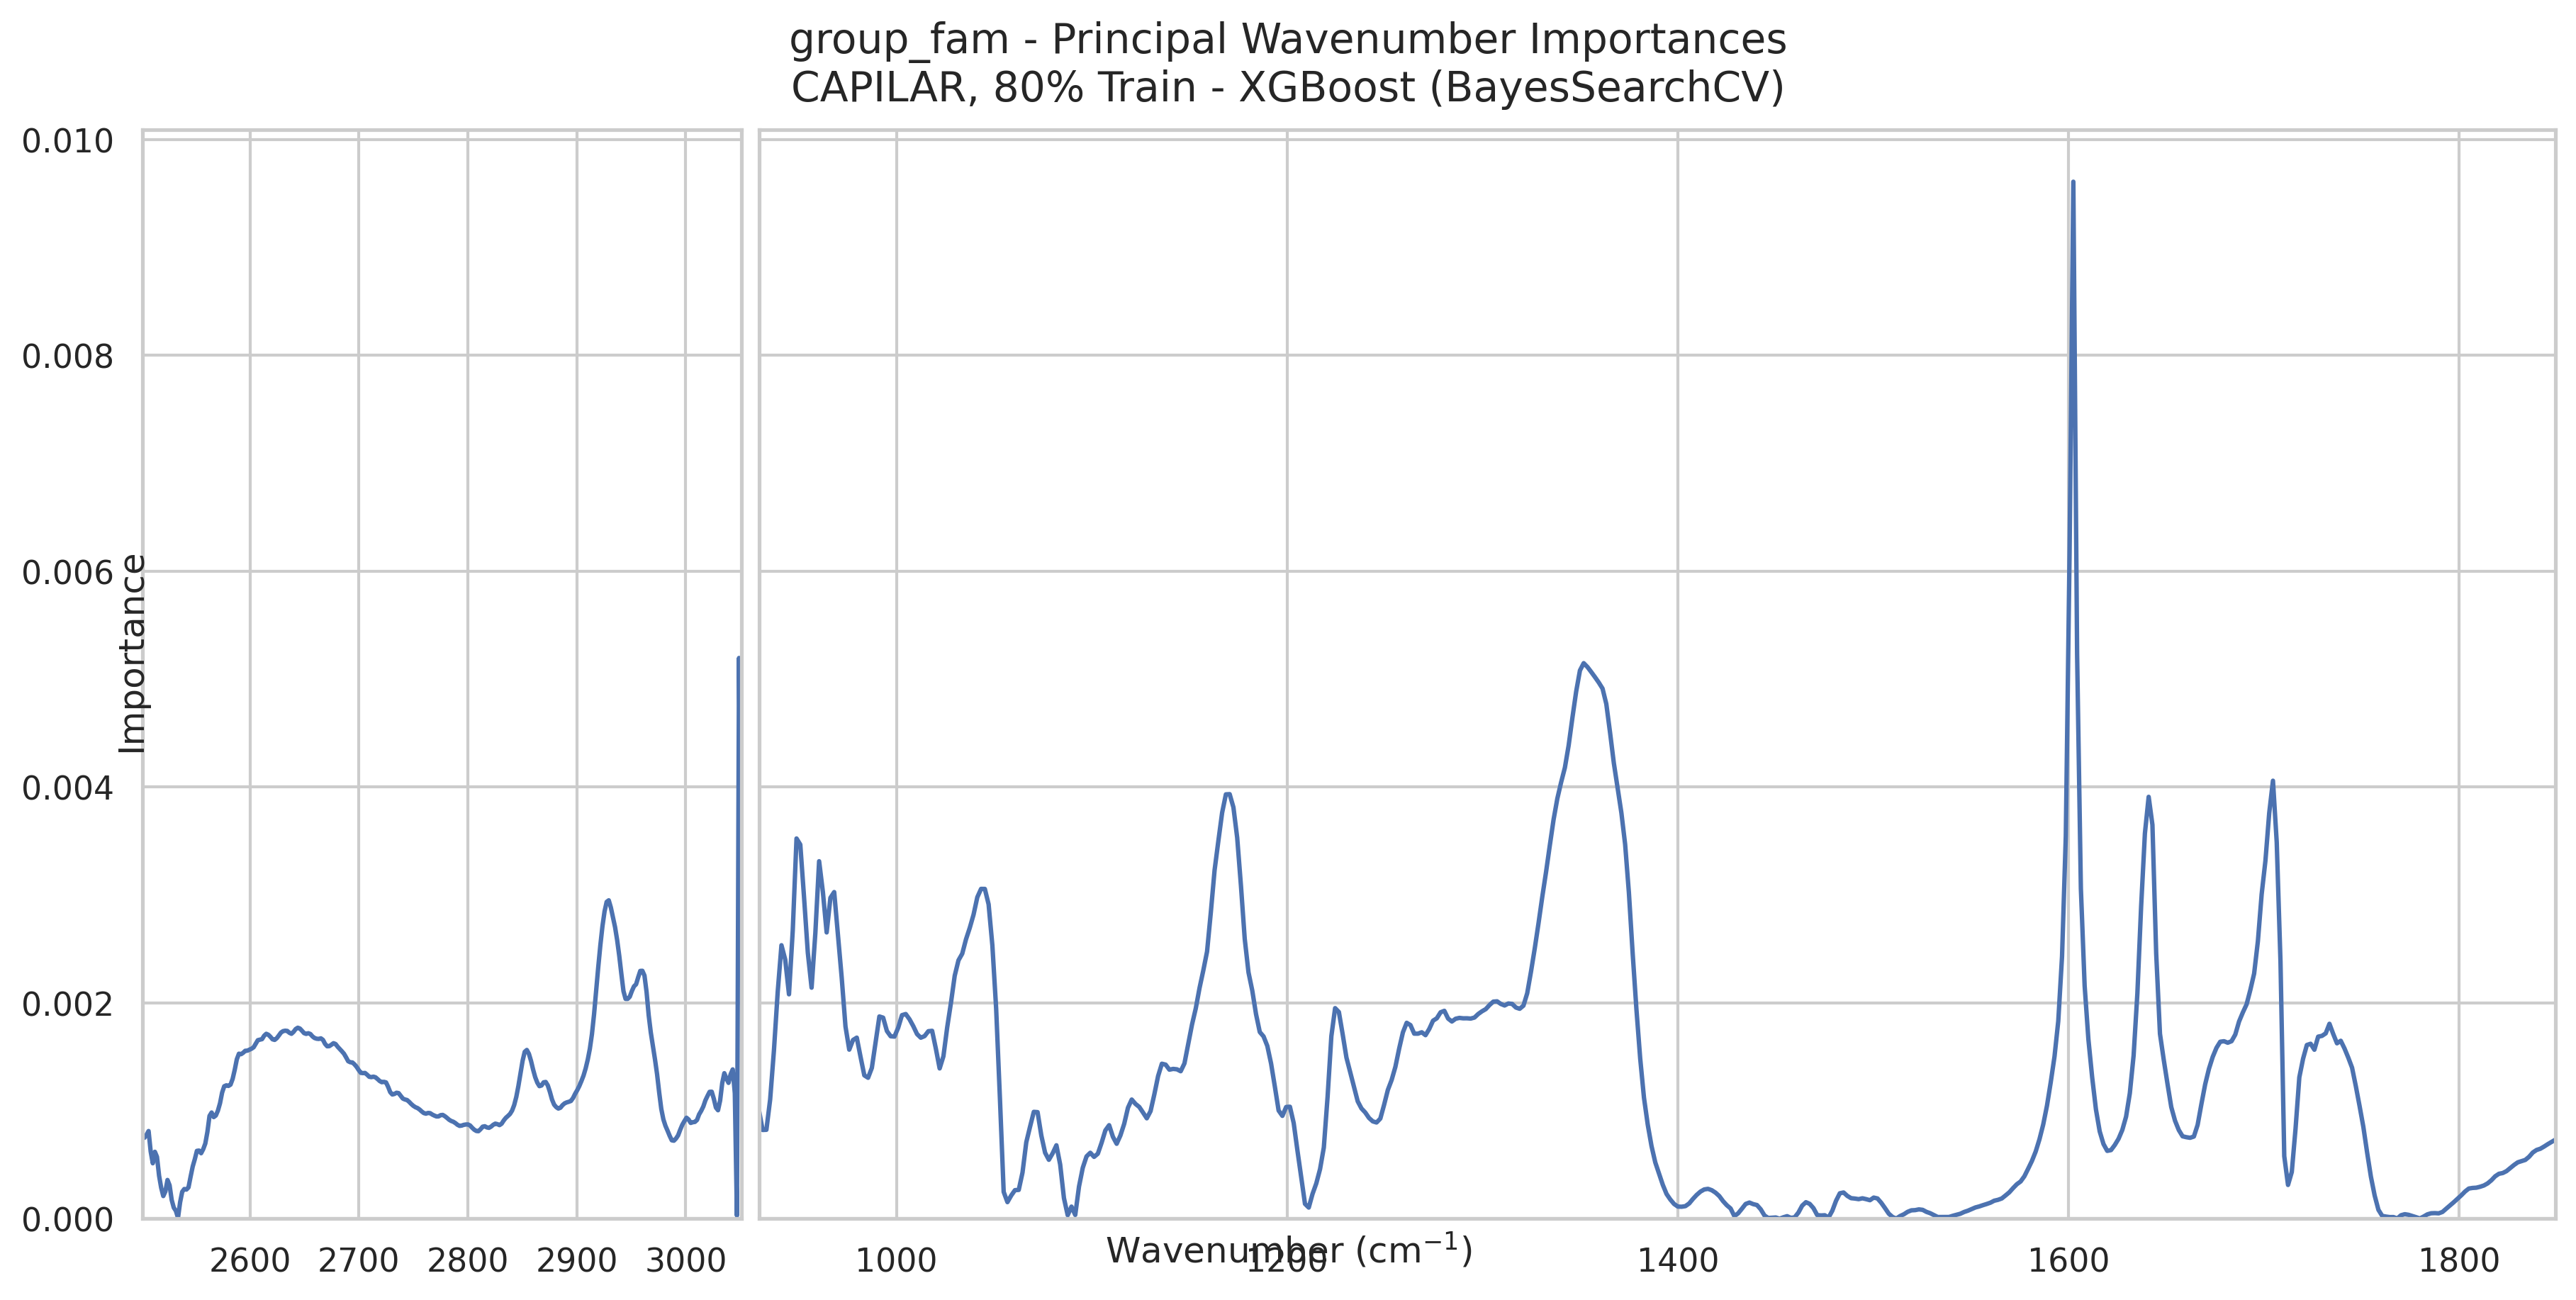 group_fam - Principal Wavenumber Importances
CAPILAR, 80% Train - XGBoost (BayesSearchCV)
0.010
0.008
0.006
0.004
0.002
0.000
Importance
2600 2700 2800 2900 3000 1000 1200 1400 1600 1800
Wavenumber (cm⁻¹)